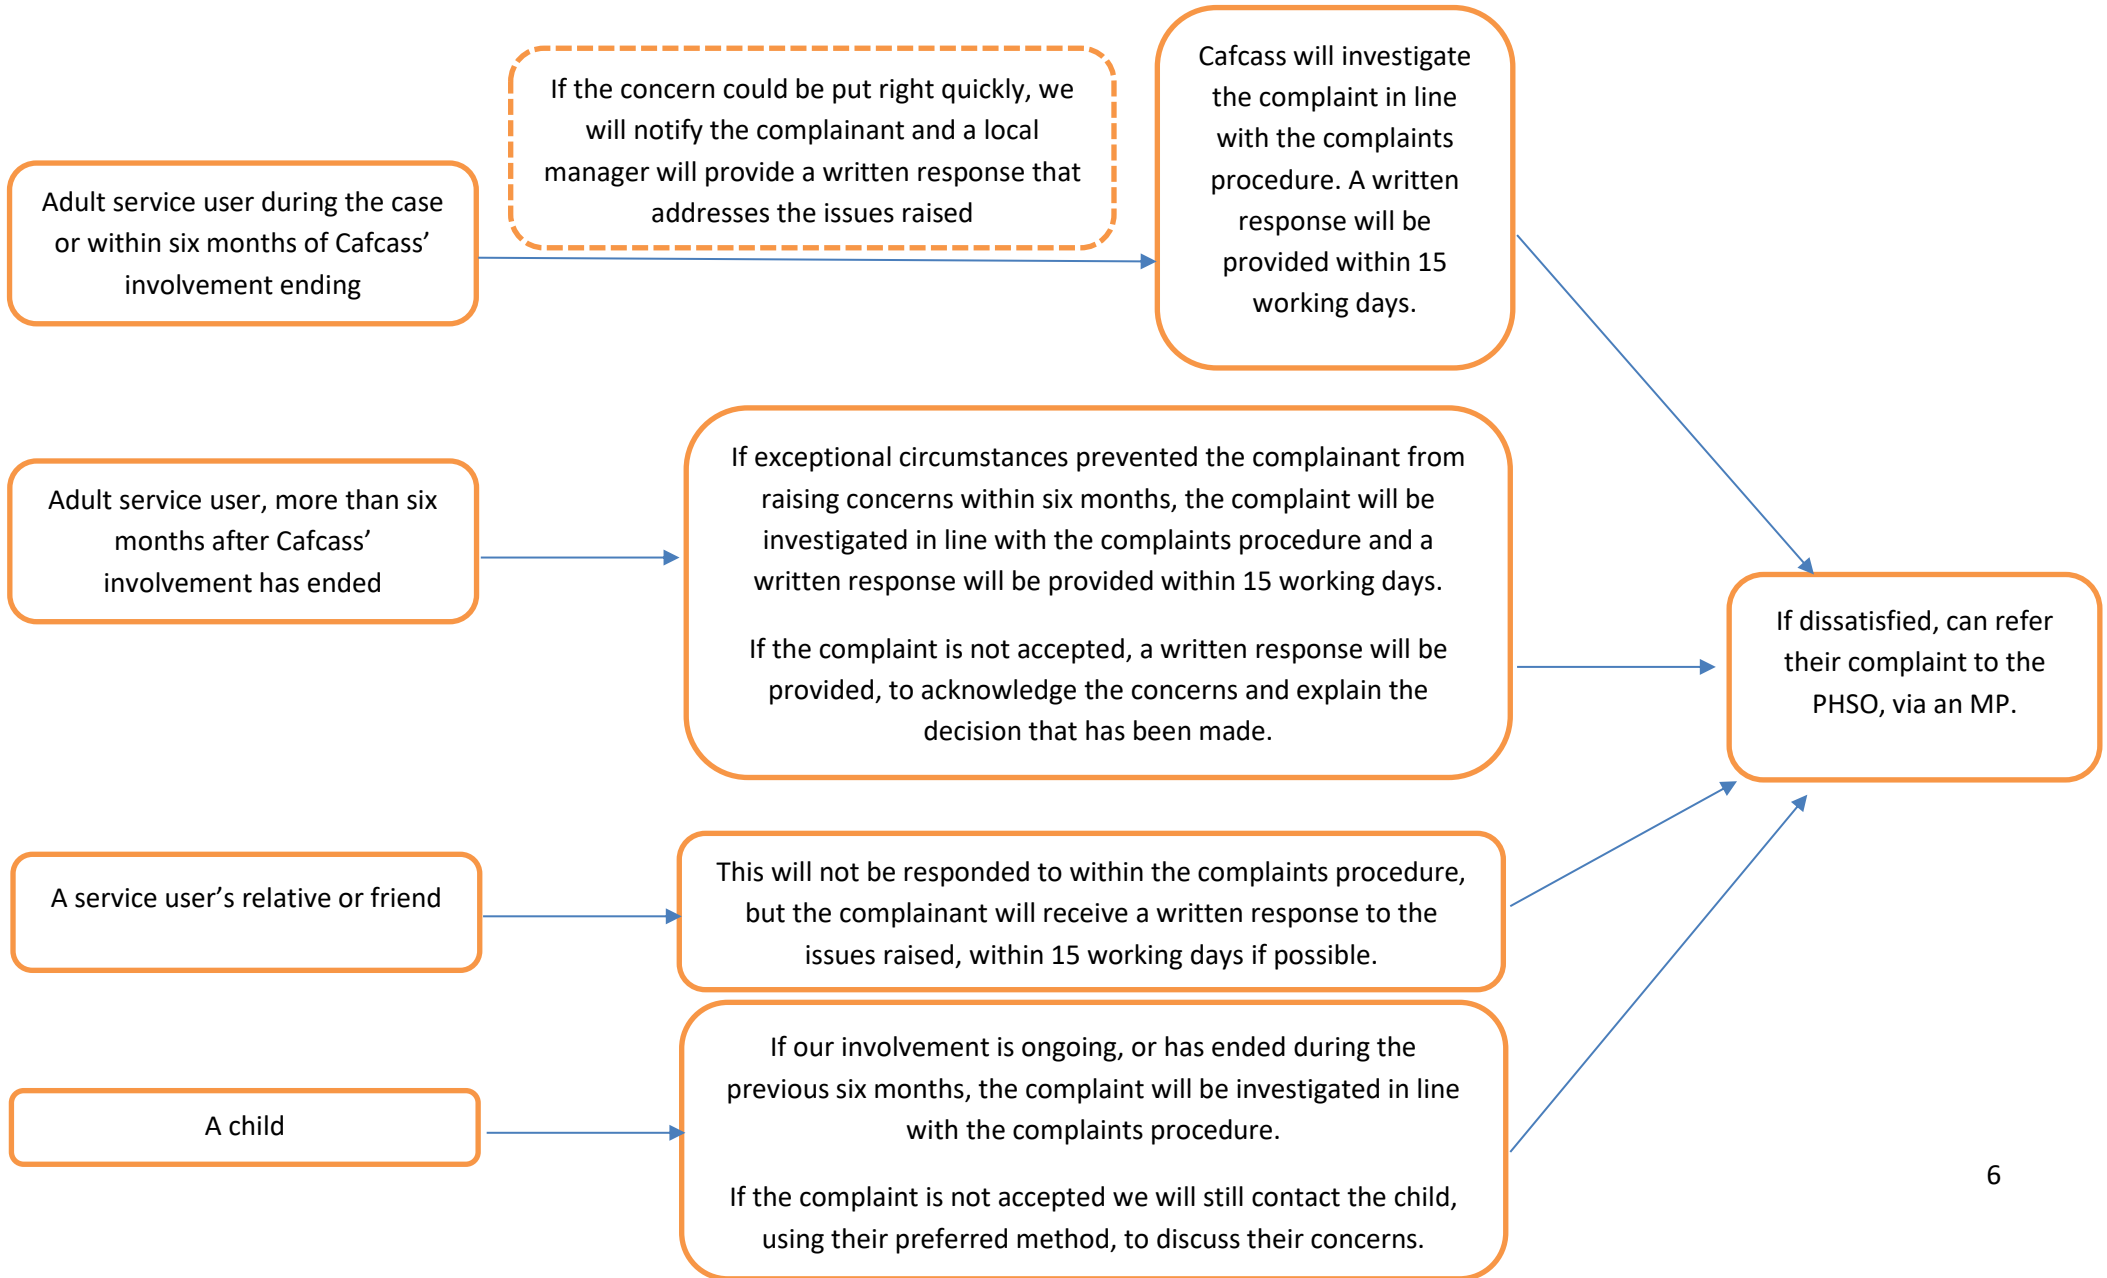 Adult service user during the case
or within six months of Cafcass’
involvement ending
If the concern could be put right quickly, we
will notify the complainant and a local
manager will provide a written response that
addresses the issues raised
Cafcass will investigate
the complaint in line
with the complaints
procedure. A written
response will be
provided within 15
working days.
Adult service user, more than six
months after Cafcass’
involvement has ended
If exceptional circumstances prevented the complainant from
raising concerns within six months, the complaint will be
investigated in line with the complaints procedure and a
written response will be provided within 15 working days.
If the complaint is not accepted, a written response will be
provided, to acknowledge the concerns and explain the
decision that has been made.
If dissatisfied, can refer
their complaint to the
PHSO, via an MP.
A service user’s relative or friend
This will not be responded to within the complaints procedure,
but the complainant will receive a written response to the
issues raised, within 15 working days if possible.
A child
If our involvement is ongoing, or has ended during the
previous six months, the complaint will be investigated in line
with the complaints procedure.
If the complaint is not accepted we will still contact the child,
using their preferred method, to discuss their concerns.
6